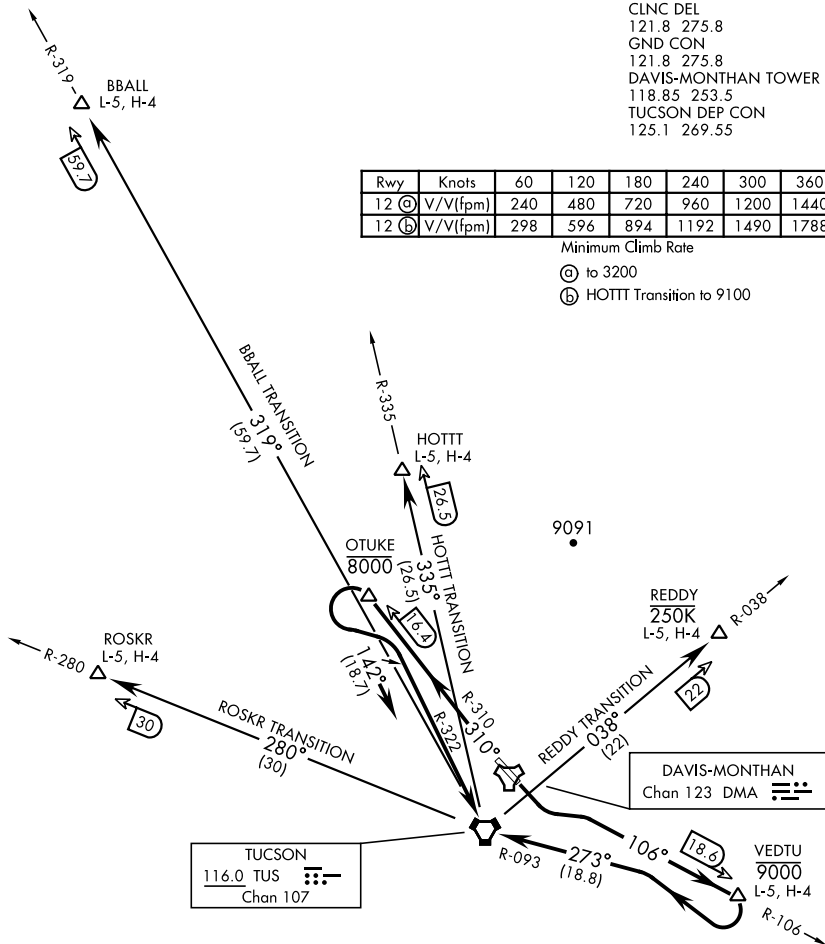 CLNC DEL
121.8 275.8
GND CON
121.8 275.8
DAVIS-MONTHAN TOWER
118.85 253.5
TUCSON DEP CON
125.1 269.55
R-319
BBALL
L-5, H-4
59.7
Rwy Knots 60 120 180 240 300 360
12 ⓐ V/V(fpm) 240 480 720 960 1200 1440
12 ⓑ V/V(fpm) 298 596 894 1192 1490 1788
Minimum Climb Rate
ⓐ to 3200
ⓑ HOTTT Transition to 9100
BBALL TRANSITION
319°
(59.7)
R-335
HOTTT
L-5, H-4
26.5
HOTTT TRANSITION
335°
(26.5)
9091
OTUKE
8000
16.4
REDDY
250K
L-5, H-4
R-038
22
R-280
ROSKR
L-5, H-4
30
ROSKR TRANSITION
280°
(30)
142°
(18.7)
R-322
R-310
310°
REDDY TRANSITION
038°
(22)
DAVIS-MONTHAN
Chan 123 DMA
TUCSON
116.0 TUS
Chan 107
R-093
273°
(18.8)
106°
18.6
VEDTU
9000
L-5, H-4
R-106